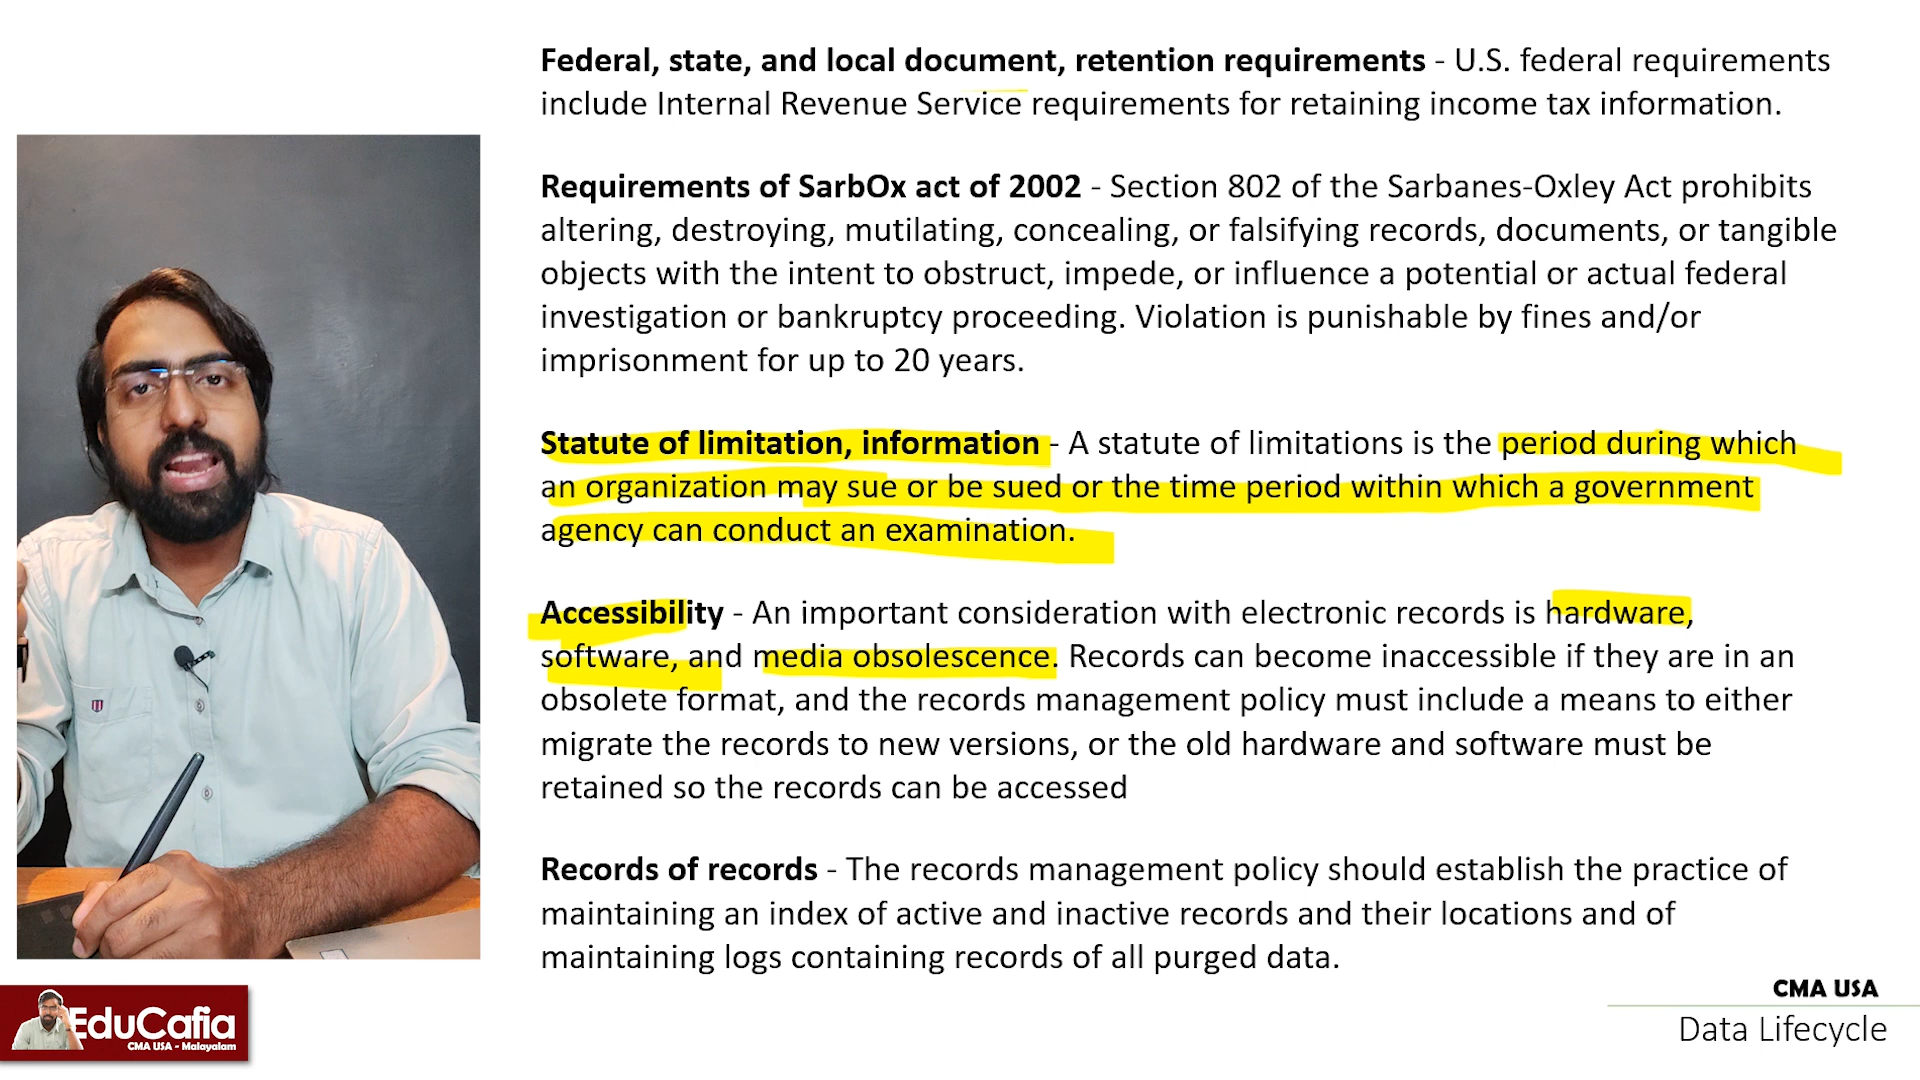 Federal, state, and local document, retention requirements - U.S. federal requirements
include Internal Revenue Service requirements for retaining income tax information.
Requirements of SarbOx act of 2002 - Section 802 of the Sarbanes-Oxley Act prohibits
altering, destroying, mutilating, concealing, or falsifying records, documents, or tangible
objects with the intent to obstruct, impede, or influence a potential or actual federal
investigation or bankruptcy proceeding. Violation is punishable by fines and/or
imprisonment for up to 20 years.
Statute of limitation, information - A statute of limitations is the period during which
an organization may sue or be sued or the time period within which a government
agency can conduct an examination.
Accessibility - An important consideration with electronic records is hardware,
software, and media obsolescence. Records can become inaccessible if they are in an
obsolete format, and the records management policy must include a means to either
migrate the records to new versions, or the old hardware and software must be
retained so the records can be accessed
Records of records - The records management policy should establish the practice of
maintaining an index of active and inactive records and their locations and of
maintaining logs containing records of all purged data.
EduCafia
CMA USA - Malayalam
CMA USA
Data Lifecycle